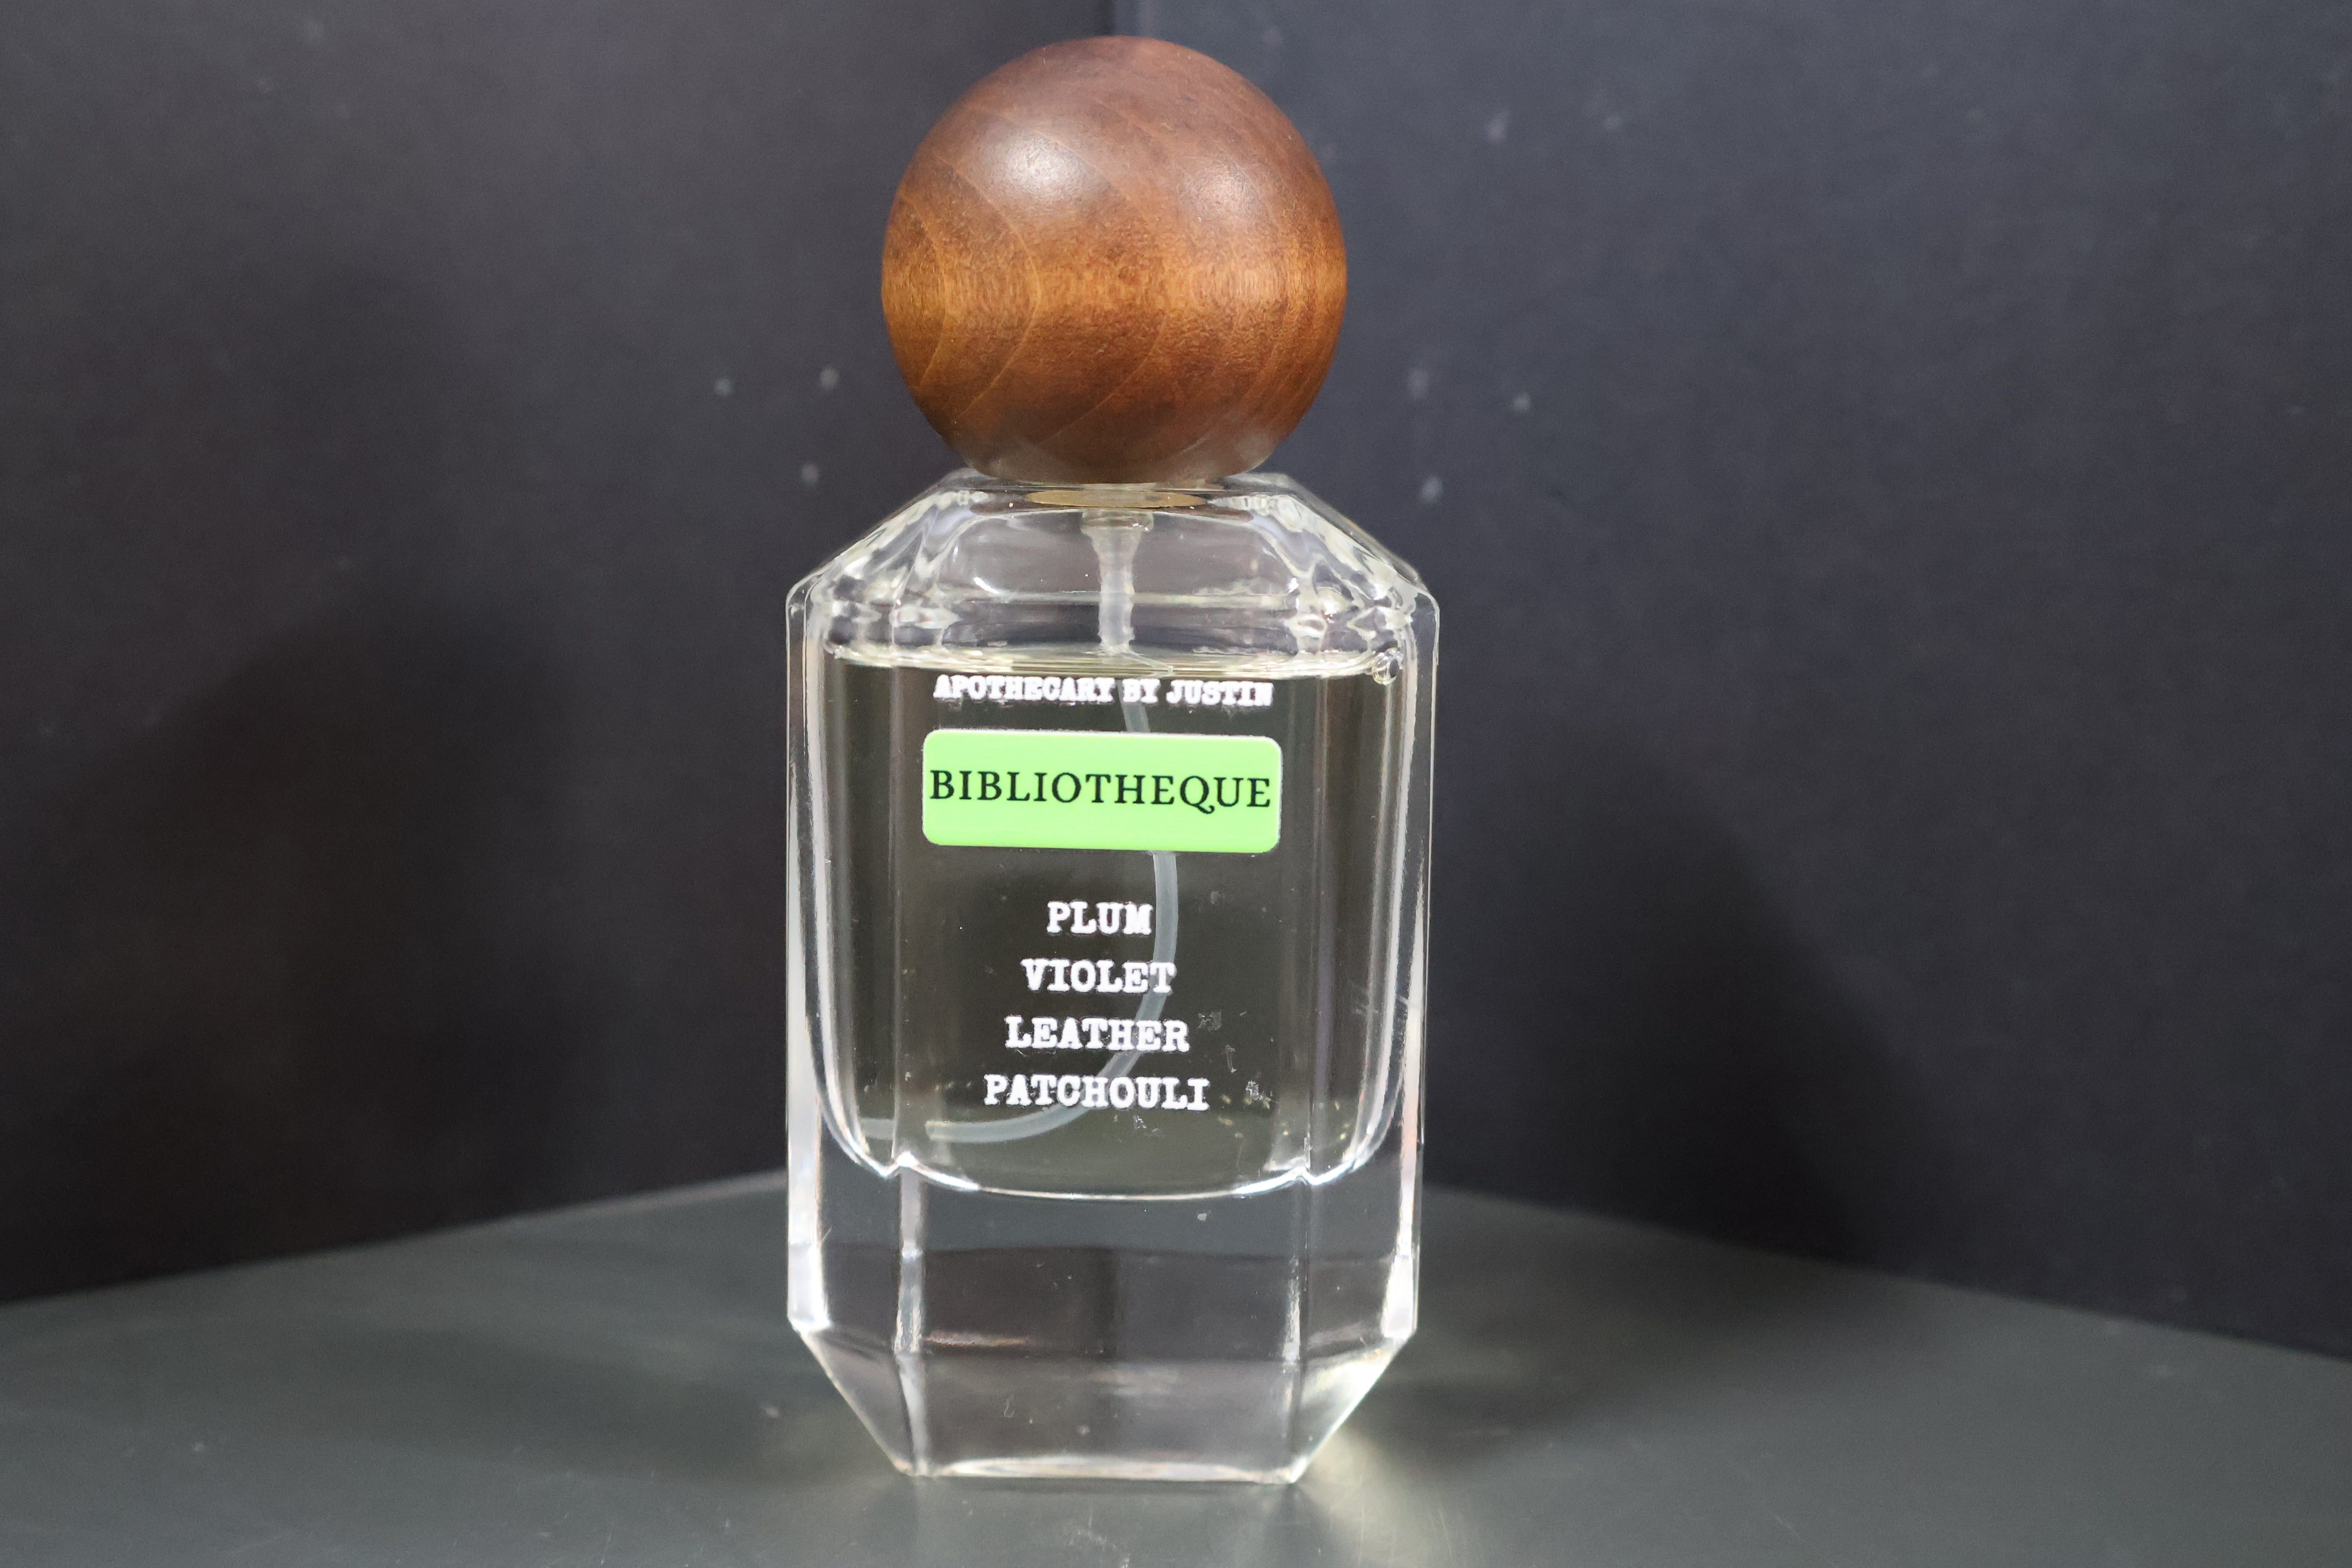 APOTHECARY BY JUSTIN
BIBLIOTHEQUE
PLUM
VIOLET
LEATHER
PATCHOULI